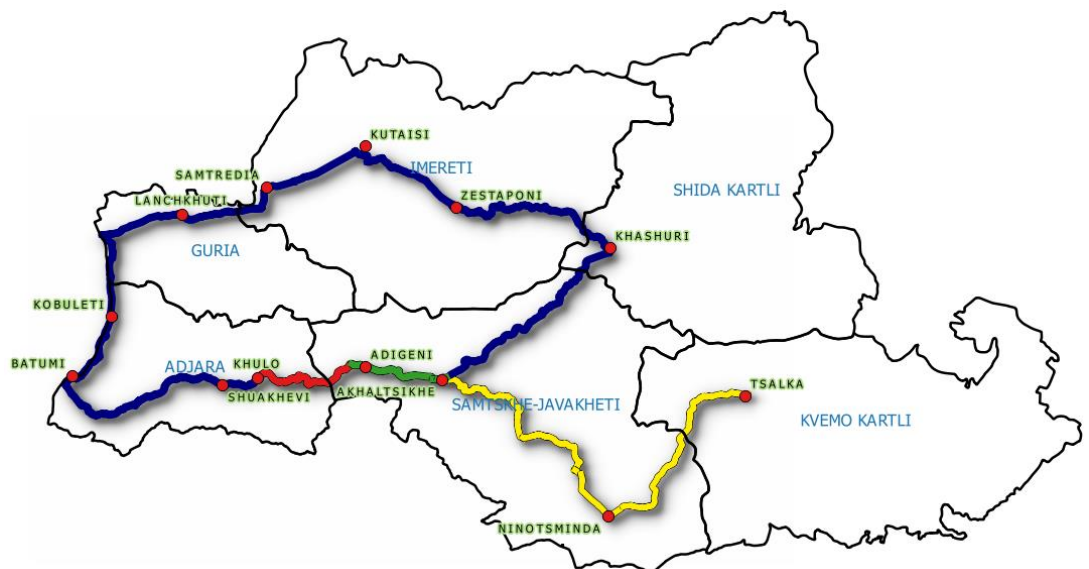 KUTAISI
IMERETI
SAMTREDIA
SHIDA KARTLI
LANCHKHUTI
ZESTAPONI
GURIA
KHASHURI
KOBULETI
BATUMI
ADJARA
KHULO
ADIGENI
SHUAKHEVI
AKHALTSIKHE
TSALKA
SAMTSKHE-JAVAKHETI
KVEMO KARTLI
NINOTSMINDA